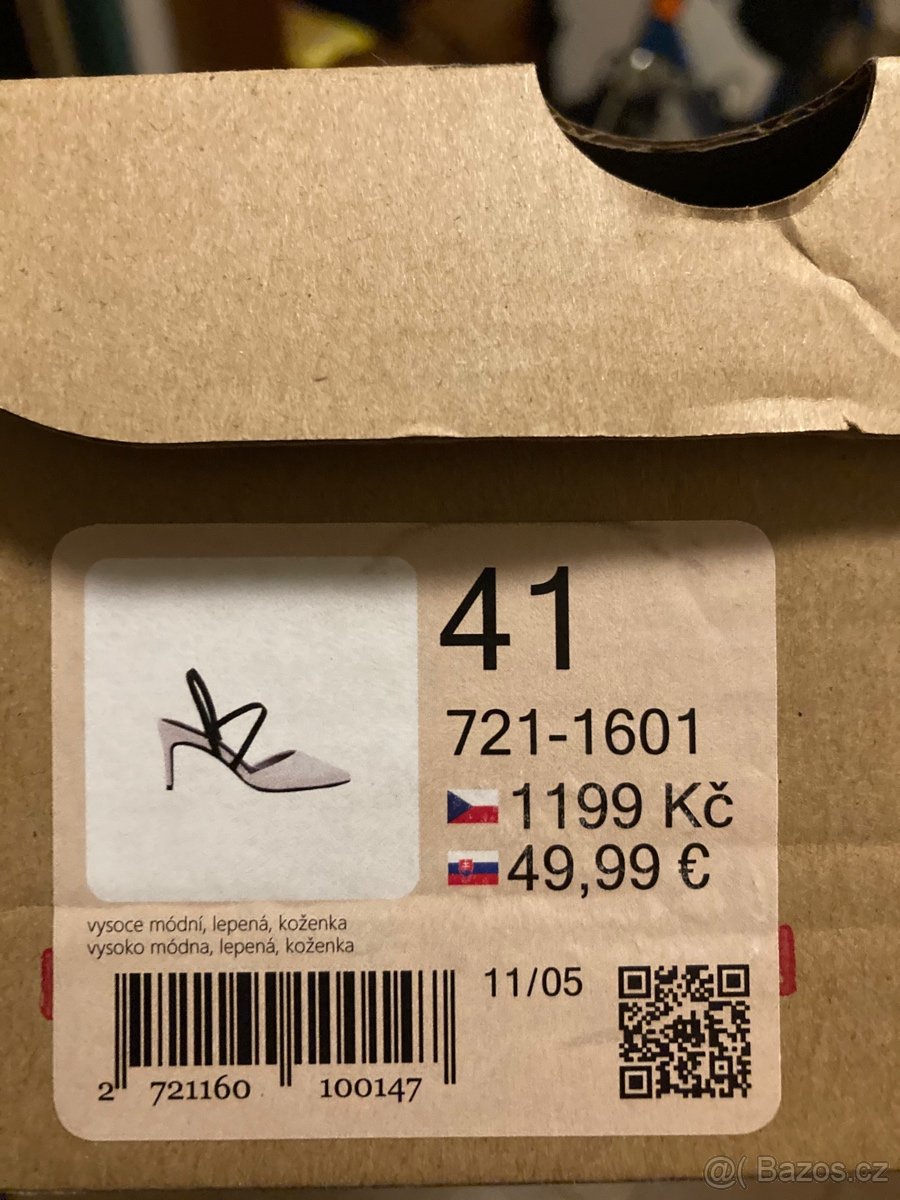 41
721-1601
1199 Kč
49,99 €
vysoce módní, lepená, koženka
vysoko módna, lepená, koženka
11/05
2 721160 100147
@( Bazos.cz